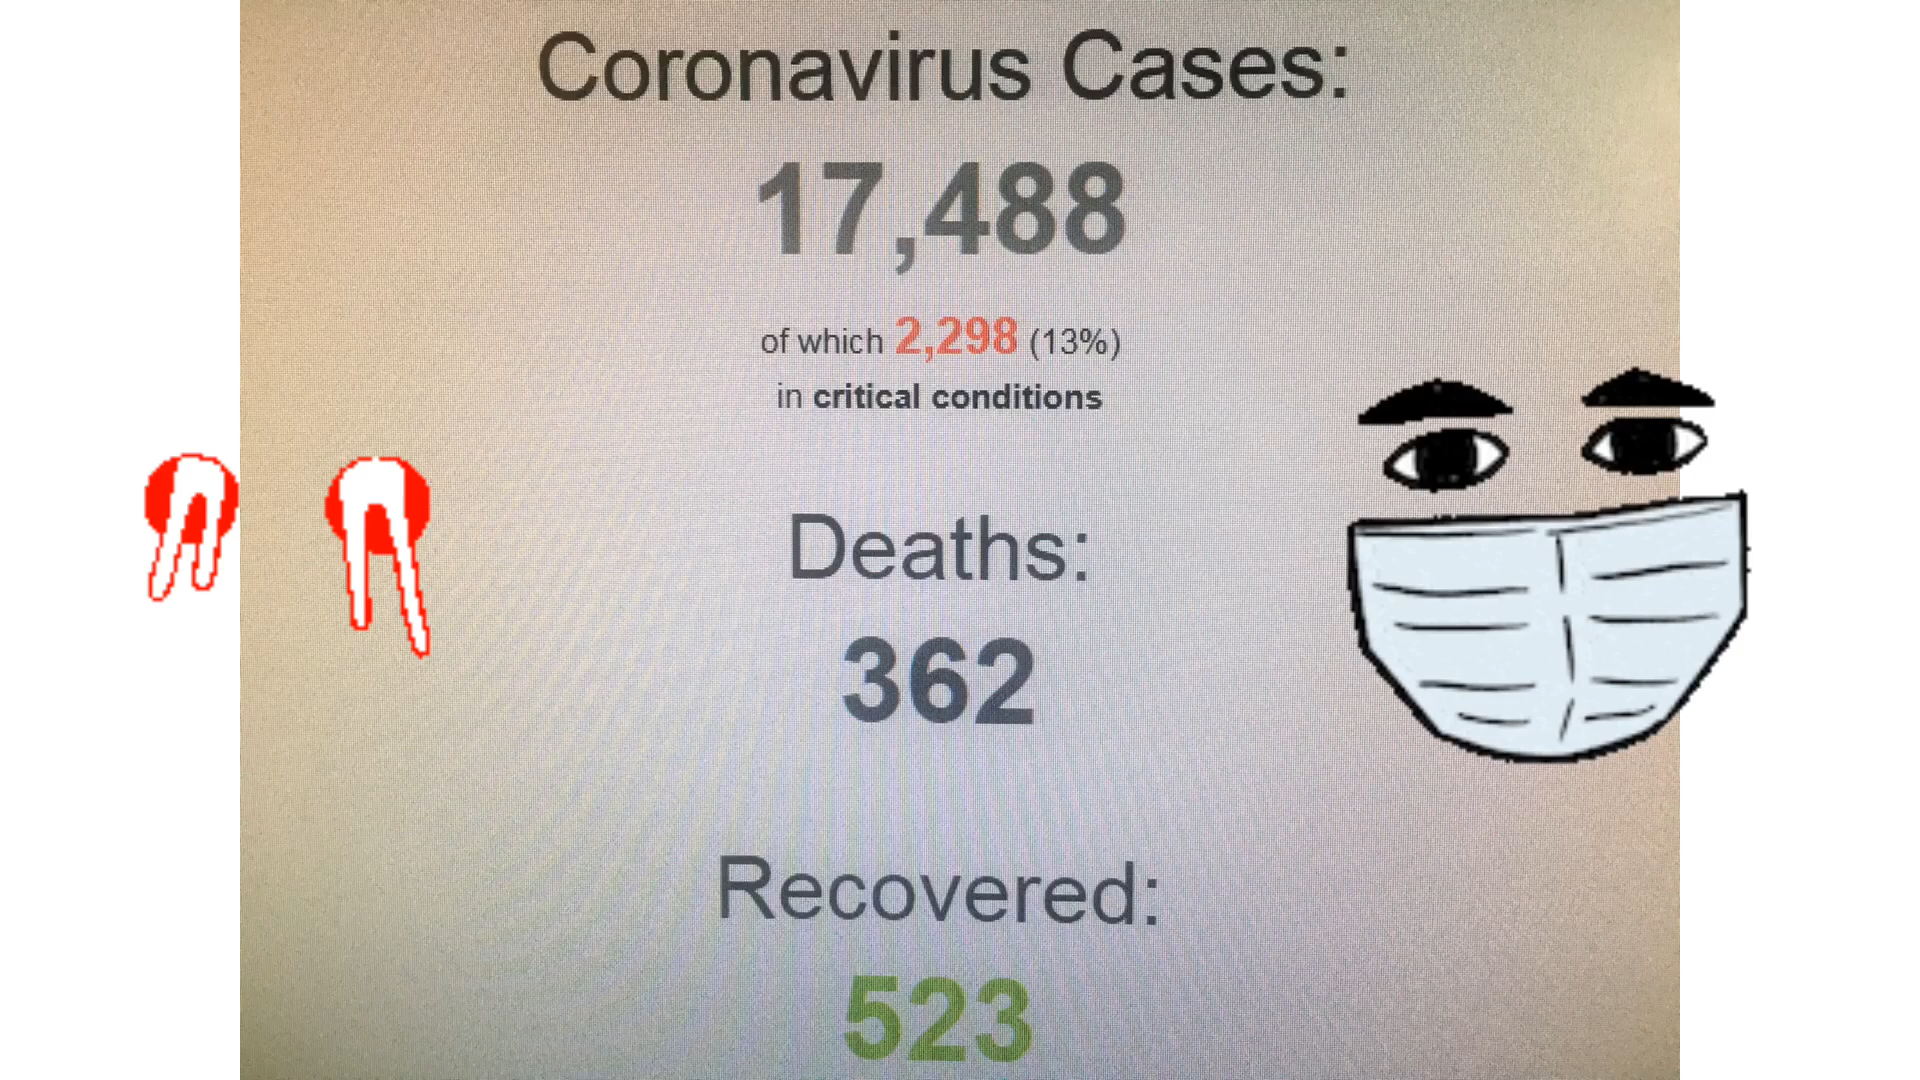 Coronavirus Cases:
17,488
of which 2,298 (13%)
in critical conditions
Deaths:
362
Recovered:
523